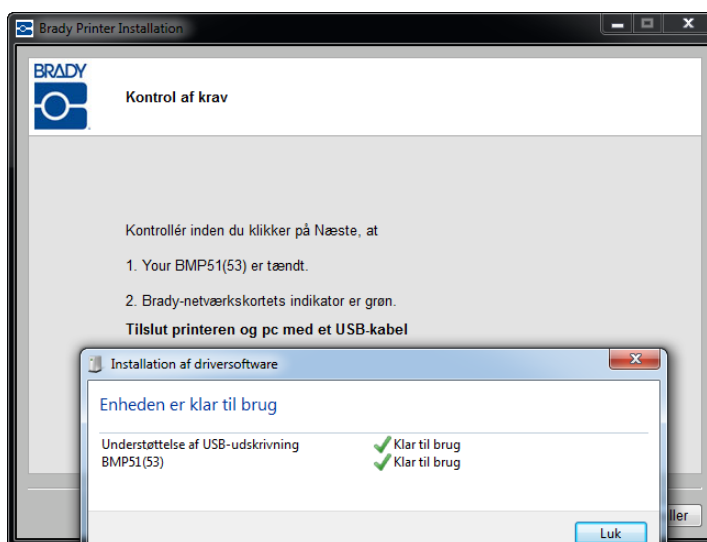 Brady Printer Installation
BRADY
Kontrol af krav
Kontrollér inden du klikker på Næste, at
1. Your BMP51(53) er tændt.
2. Brady-netværkskortets indikator er grøn.
Tilslut printeren og pc med et USB-kabel
Installation af driversoftware
Enheden er klar til brug
Understøttelse af USB-udskrivning Klar til brug
BMP51(53) Klar til brug
ller
Luk